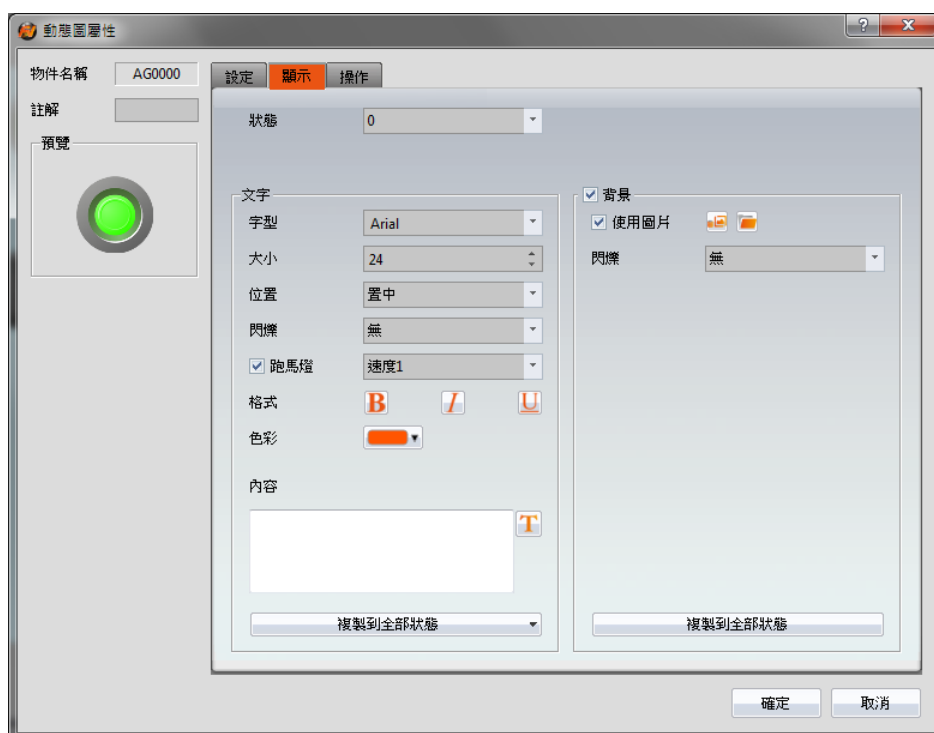 動態圖屬性
物件名稱 AG0000
註解
預覽
設定 顯示 操作
狀態 0
文字
字型 Arial
大小 24
位置 置中
閃爍 無
跑馬燈 速度1
格式 B I U
色彩
內容
T
複製到全部狀態
背景
使用圖片
閃爍 無
複製到全部狀態
確定 取消